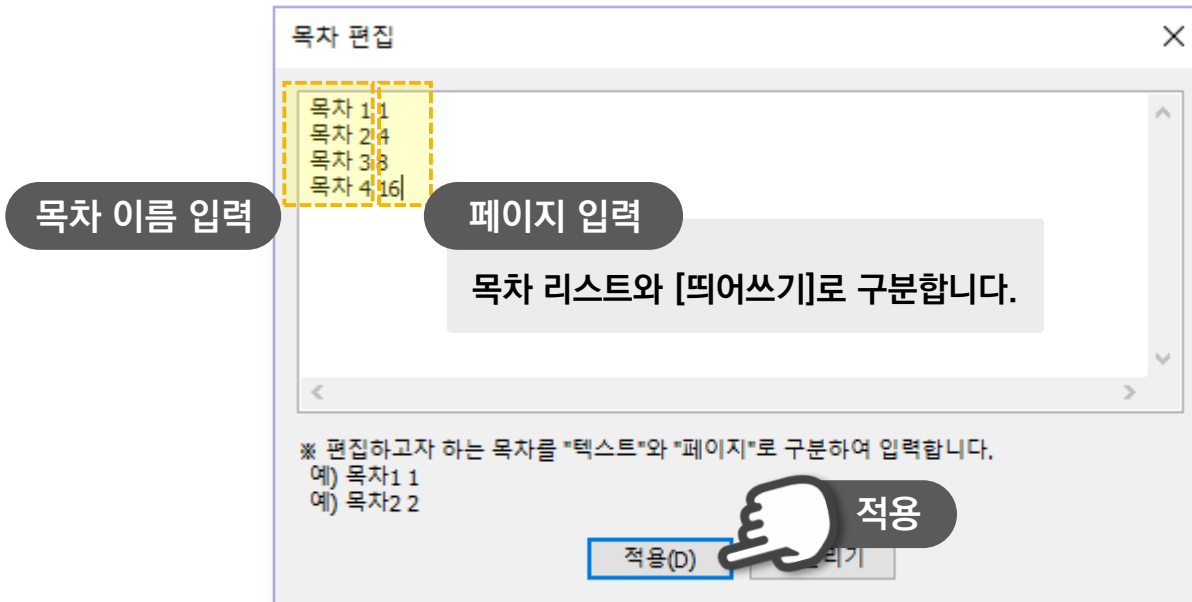 목차 편집
목차 1 1
목차 2 4
목차 3 8
목차 4 16
목차 이름 입력
페이지 입력
목차 리스트와 [띄어쓰기]로 구분합니다.
※ 편집하고자 하는 목차를 "텍스트"와 "페이지"로 구분하여 입력합니다.
예) 목차1 1
예) 목차2 2
적용
적용(D)